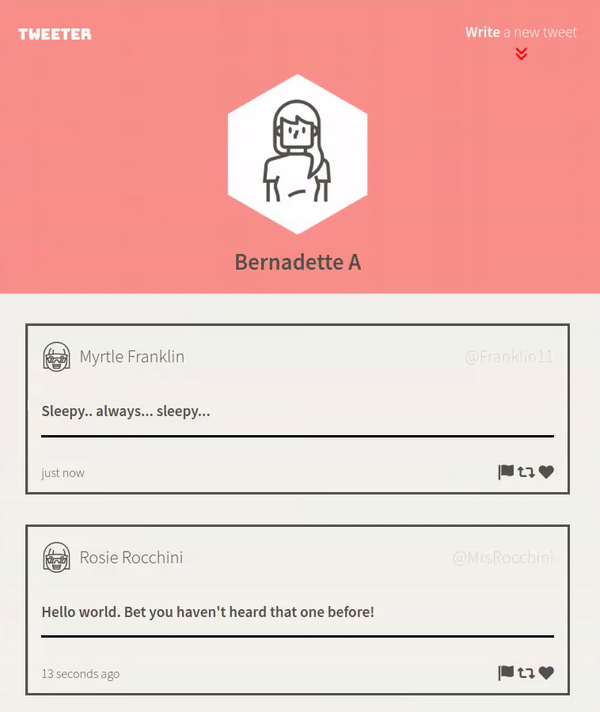 TWEETER
Write a new tweet
Bernadette A
Myrtle Franklin
@Franklin11
Sleepy.. always... sleepy...
just now
Rosie Rocchini
@MrsRocchini
Hello world. Bet you haven't heard that one before!
13 seconds ago